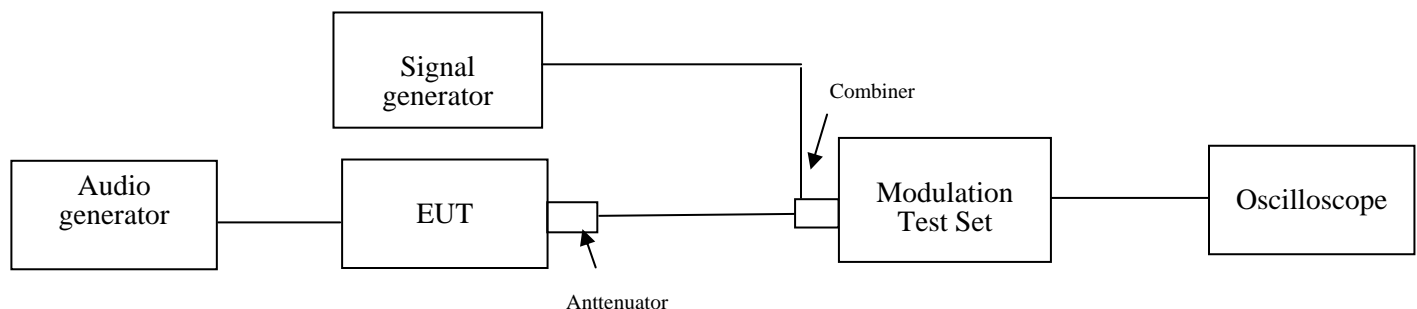 Signal
generator
Combiner
Audio
generator
EUT
Modulation
Test Set
Oscilloscope
Anttenuator